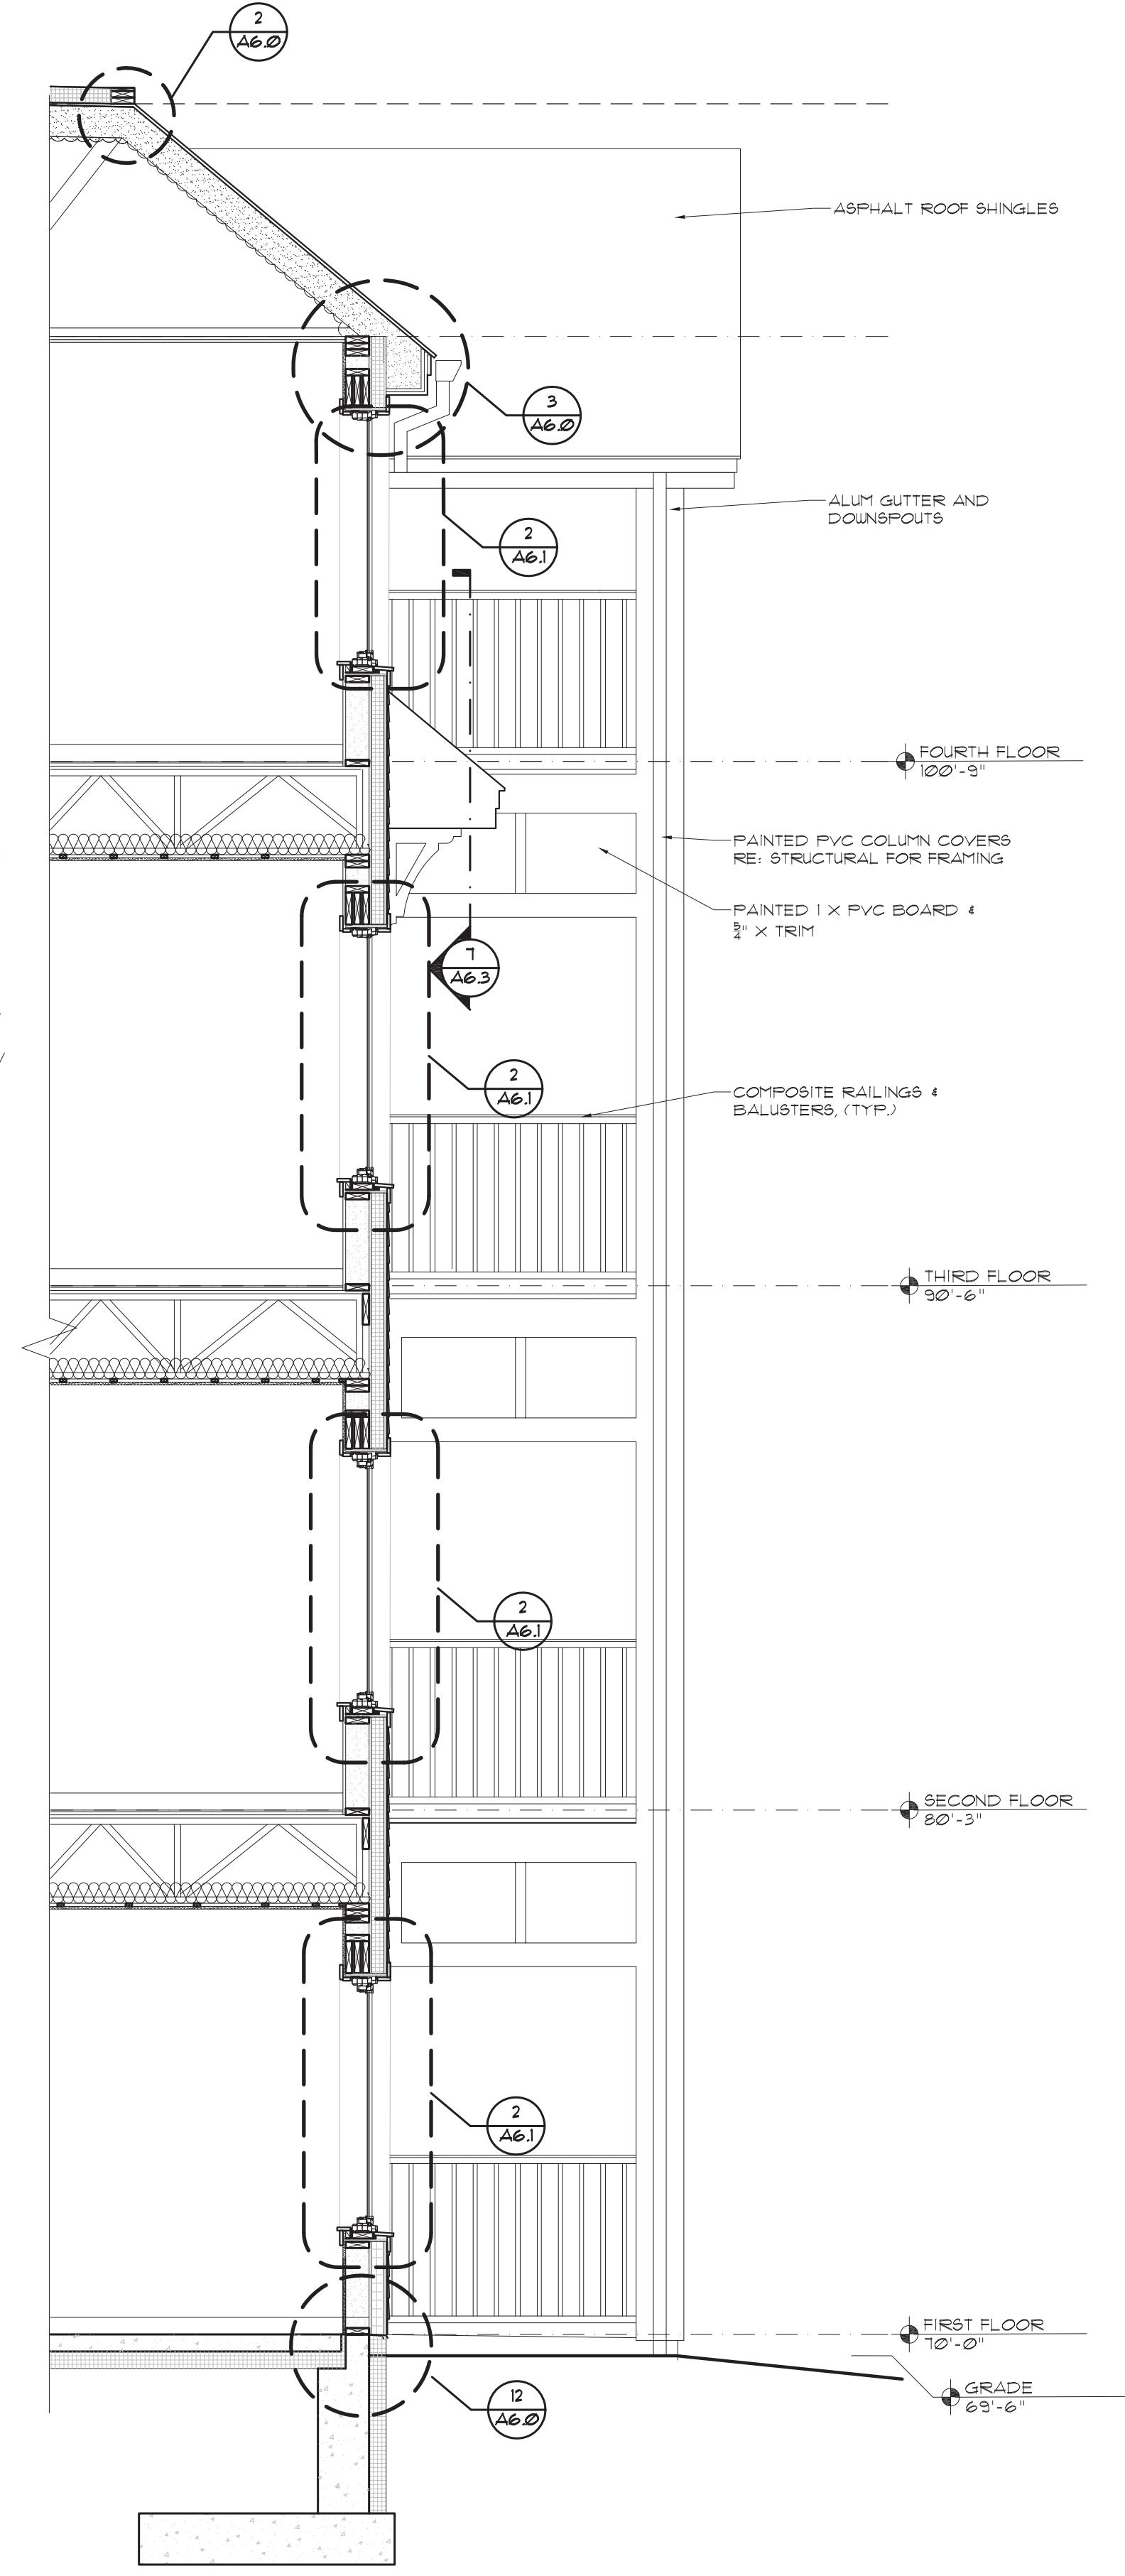 2
A6.0
ASPHALT ROOF SHINGLES
3
A6.0
ALUM GUTTER AND
DOWNSPOUTS
2
A6.1
FOURTH FLOOR
100'-9"
PAINTED PVC COLUMN COVERS
RE: STRUCTURAL FOR FRAMING
PAINTED 1 X PVC BOARD &
5/4" X TRIM
7
A6.3
2
A6.1
COMPOSITE RAILINGS &
BALUSTERS, (TYP.)
THIRD FLOOR
90'-6"
2
A6.1
SECOND FLOOR
80'-3"
2
A6.1
FIRST FLOOR
70'-0"
GRADE
69'-6"
12
A6.0